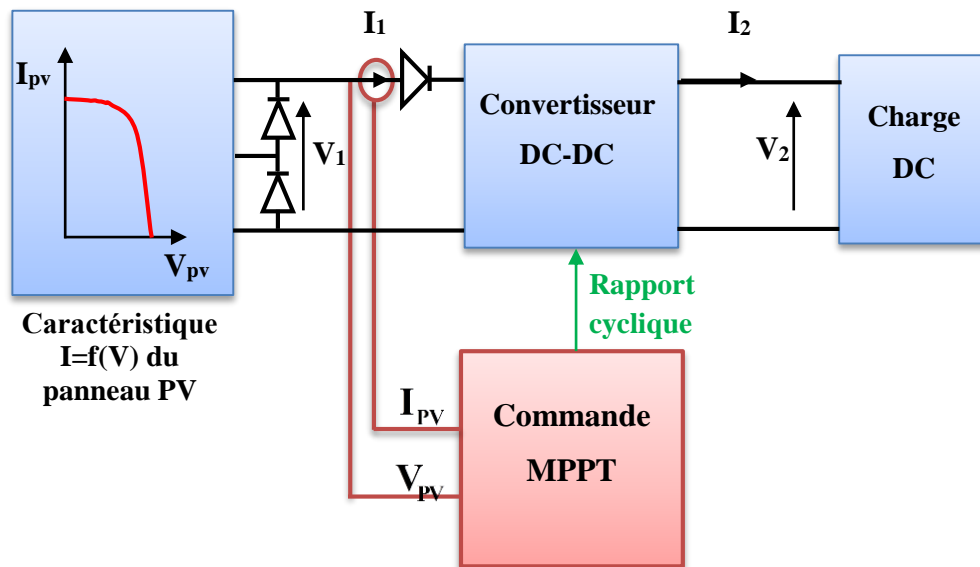 I1
I2
Ipv
Vpv
V1
Convertisseur
DC-DC
V2
Charge
DC
Caractéristique
I=f(V) du
panneau PV
Rapport
cyclique
IPV
VPV
Commande
MPPT